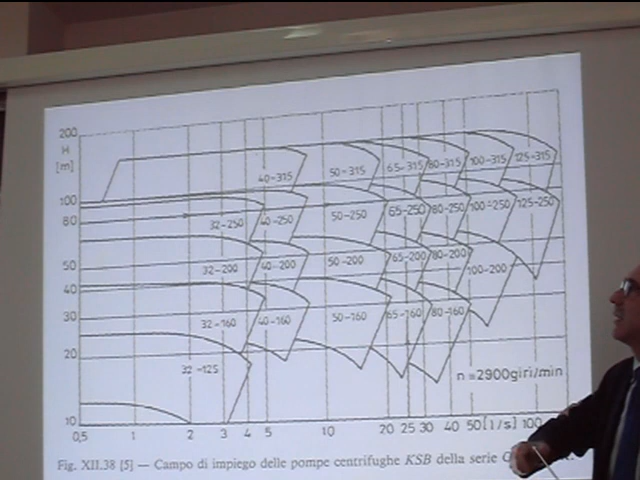 200
H
[m]
40-315 50-315 65-315 80-315 100-315 125-315
100
80
32-250 40-250 50-250 65-250 80-250 100-250 125-250
50
32-200 40-200 50-200 65-200 80-200 100-200
40
30
32-160 40-160 50-160 65-160 80-160
20
32-125
n=2900giri/min
10
0,5 1 2 3 4 5 10 20 25 30 40 50 [l/s] 100
Fig. XII.38 [5] — Campo di impiego delle pompe centrifughe KSB della serie